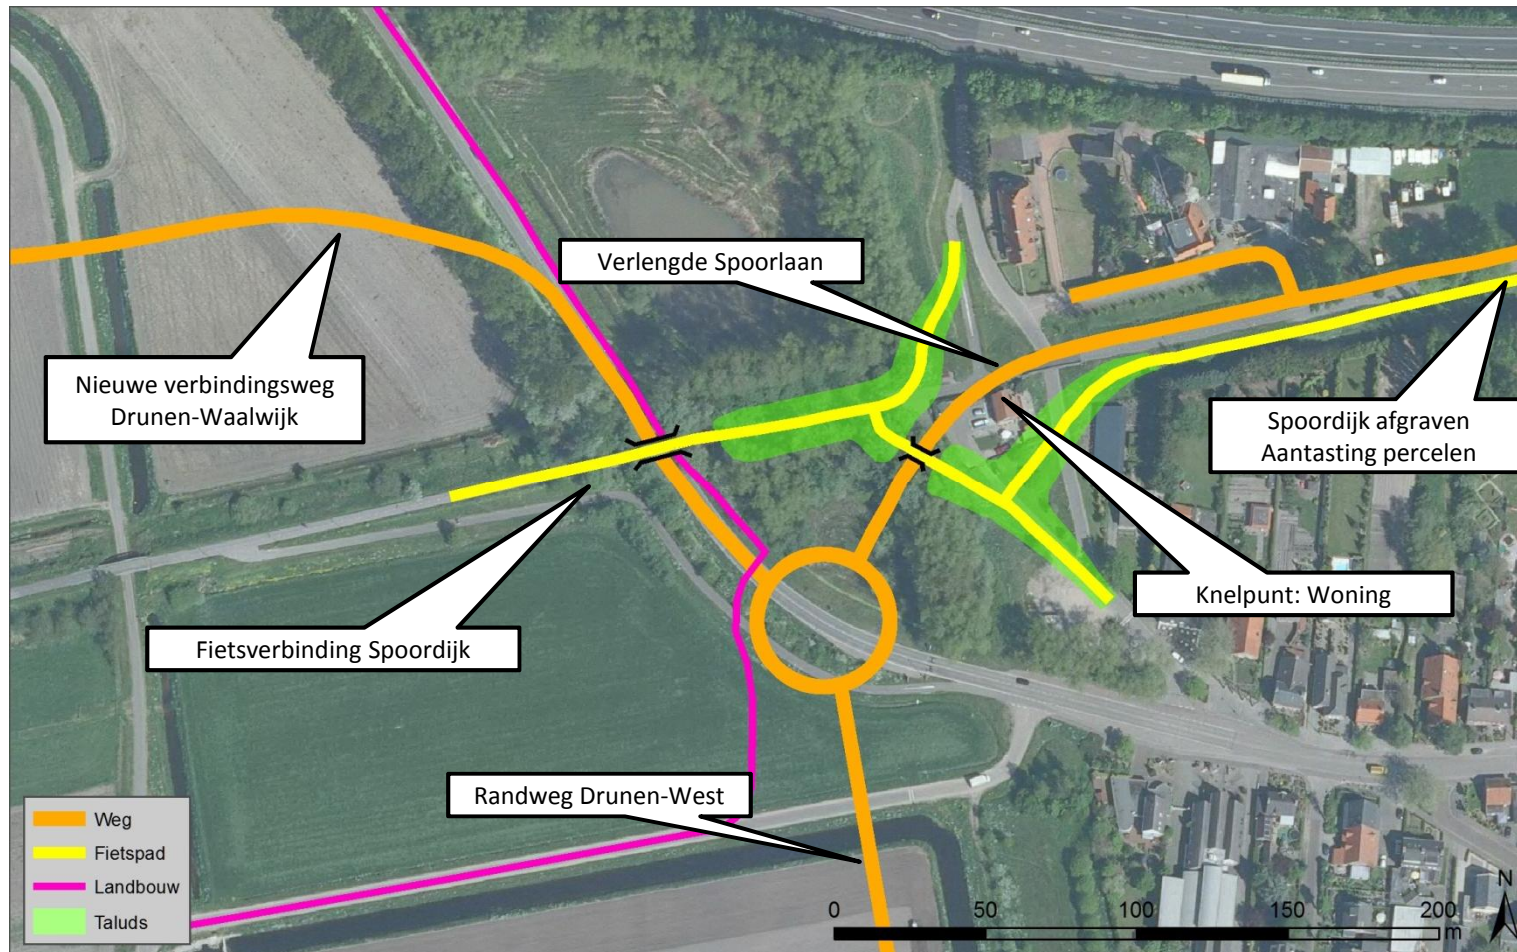 Verlengde Spoorlaan
Nieuwe verbindingsweg
Drunen-Waalwijk
Spoordijk afgraven
Aantasting percelen
Knelpunt: Woning
Fietsverbinding Spoordijk
Randweg Drunen-West
Weg
Fietspad
Landbouw
Taluds
0 50 100 150 200
m
N